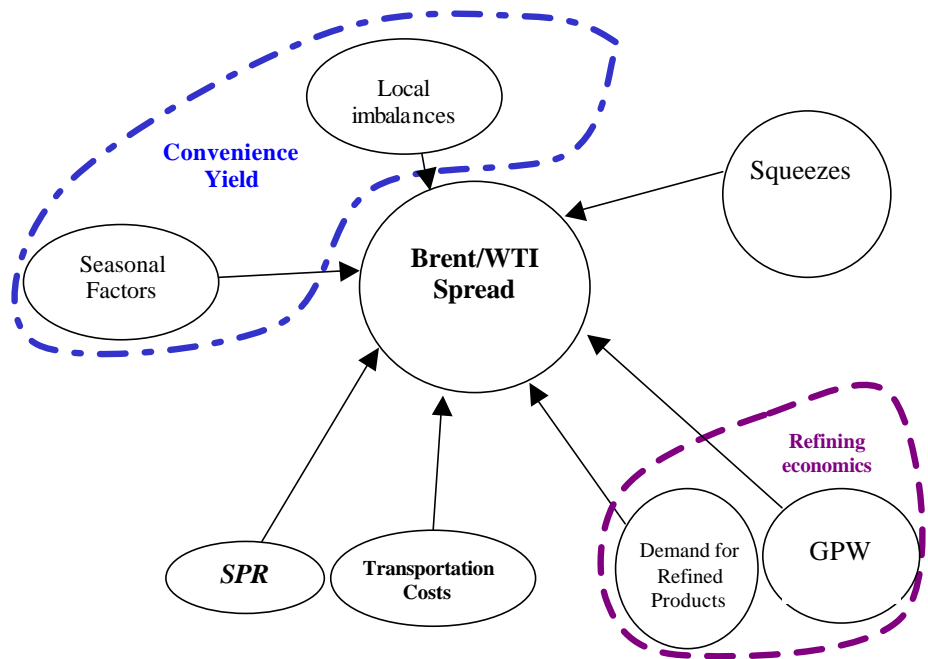 Local
imbalances
Convenience
Yield
Squeezes
Seasonal
Factors
Brent/WTI
Spread
Refining
economics
SPR
Transportation
Costs
Demand for
Refined
Products
GPW